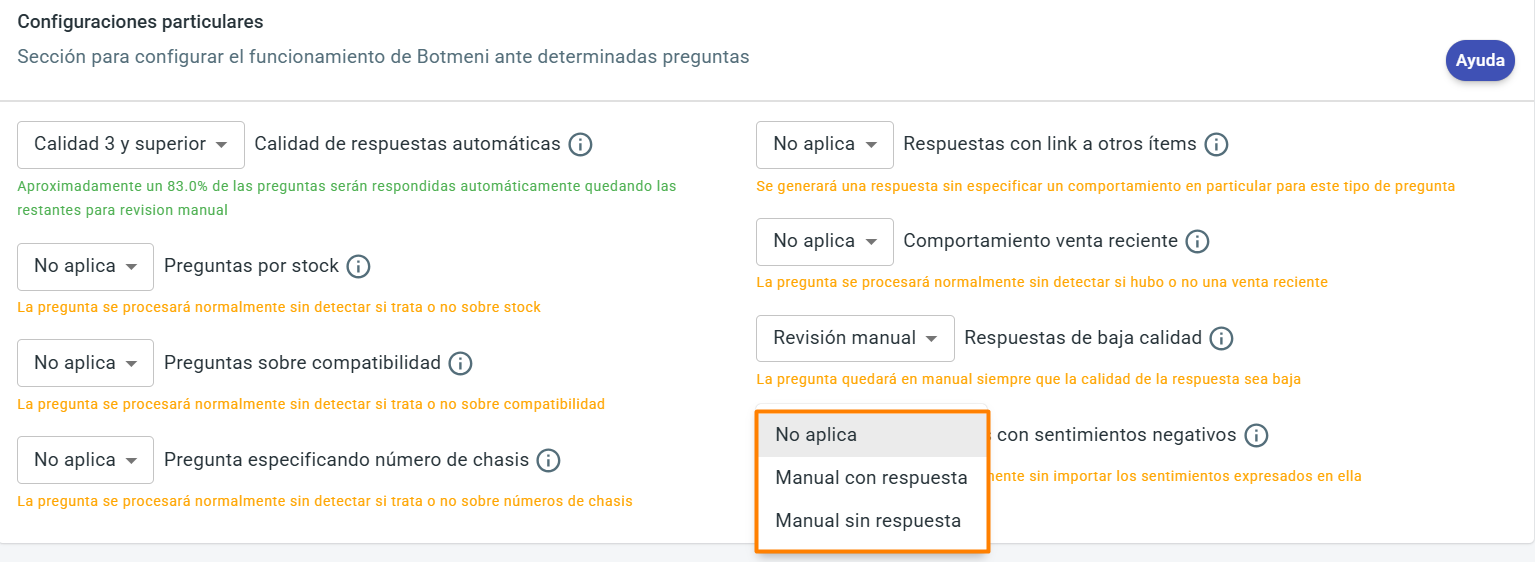 Configuraciones particulares
Sección para configurar el funcionamiento de Botmeni ante determinadas preguntas
Ayuda
Calidad 3 y superior Calidad de respuestas automáticas
Aproximadamente un 83.0% de las preguntas serán respondidas automáticamente quedando las
restantes para revision manual
No aplica Preguntas por stock
La pregunta se procesará normalmente sin detectar si trata o no sobre stock
No aplica Preguntas sobre compatibilidad
La pregunta se procesará normalmente sin detectar si trata o no sobre compatibilidad
No aplica Pregunta especificando número de chasis
La pregunta se procesará normalmente sin detectar si trata o no sobre números de chasis
No aplica Respuestas con link a otros ítems
Se generará una respuesta sin especificar un comportamiento en particular para este tipo de pregunta
No aplica Comportamiento venta reciente
La pregunta se procesará normalmente sin detectar si hubo o no una venta reciente
Revisión manual Respuestas de baja calidad
La pregunta quedará en manual siempre que la calidad de la respuesta sea baja
No aplica
con sentimientos negativos
Manual con respuesta
sin importar los sentimientos expresados en ella
Manual sin respuesta